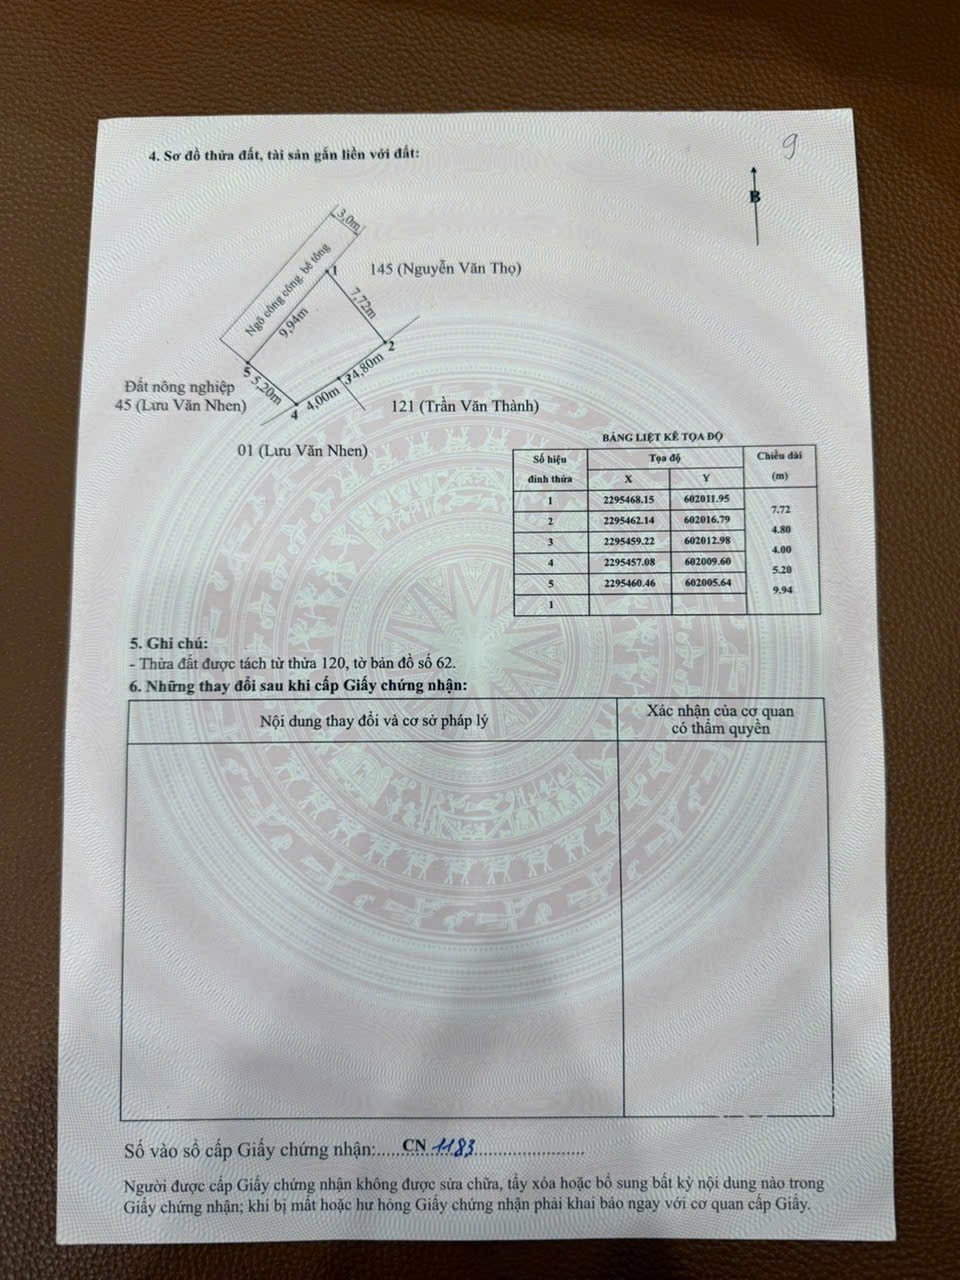 4. Sơ đồ thửa đất, tài sản gắn liền với đất:
9
B
3,0m
Ngõ công cộng. bê tông
1
145 (Nguyễn Văn Thọ)
7,72m
9,94m
2
5
5,20m
4,00m
3
4,80m
4
Đất nông nghiệp
45 (Lưu Văn Nhen)
121 (Trần Văn Thành)
01 (Lưu Văn Nhen)
BẢNG LIỆT KÊ TỌA ĐỘ
Số hiệu đỉnh thửa Tọa độ Chiều dài (m)
X Y
1 2295468.15 602011.95
7.72
2 2295462.14 602016.79
4.80
3 2295459.22 602012.98
4.00
4 2295457.08 602009.60
5.20
5 2295460.46 602005.64
9.94
1
5. Ghi chú:
- Thửa đất được tách từ thửa 120, tờ bản đồ số 62.
6. Những thay đổi sau khi cấp Giấy chứng nhận:
Nội dung thay đổi và cơ sở pháp lý
Xác nhận của cơ quan
có thẩm quyền
Số vào sổ cấp Giấy chứng nhận:.....CN 1183......................
Người được cấp Giấy chứng nhận không được sửa chữa, tẩy xóa hoặc bổ sung bất kỳ nội dung nào trong
Giấy chứng nhận; khi bị mất hoặc hư hỏng Giấy chứng nhận phải khai báo ngay với cơ quan cấp Giấy.